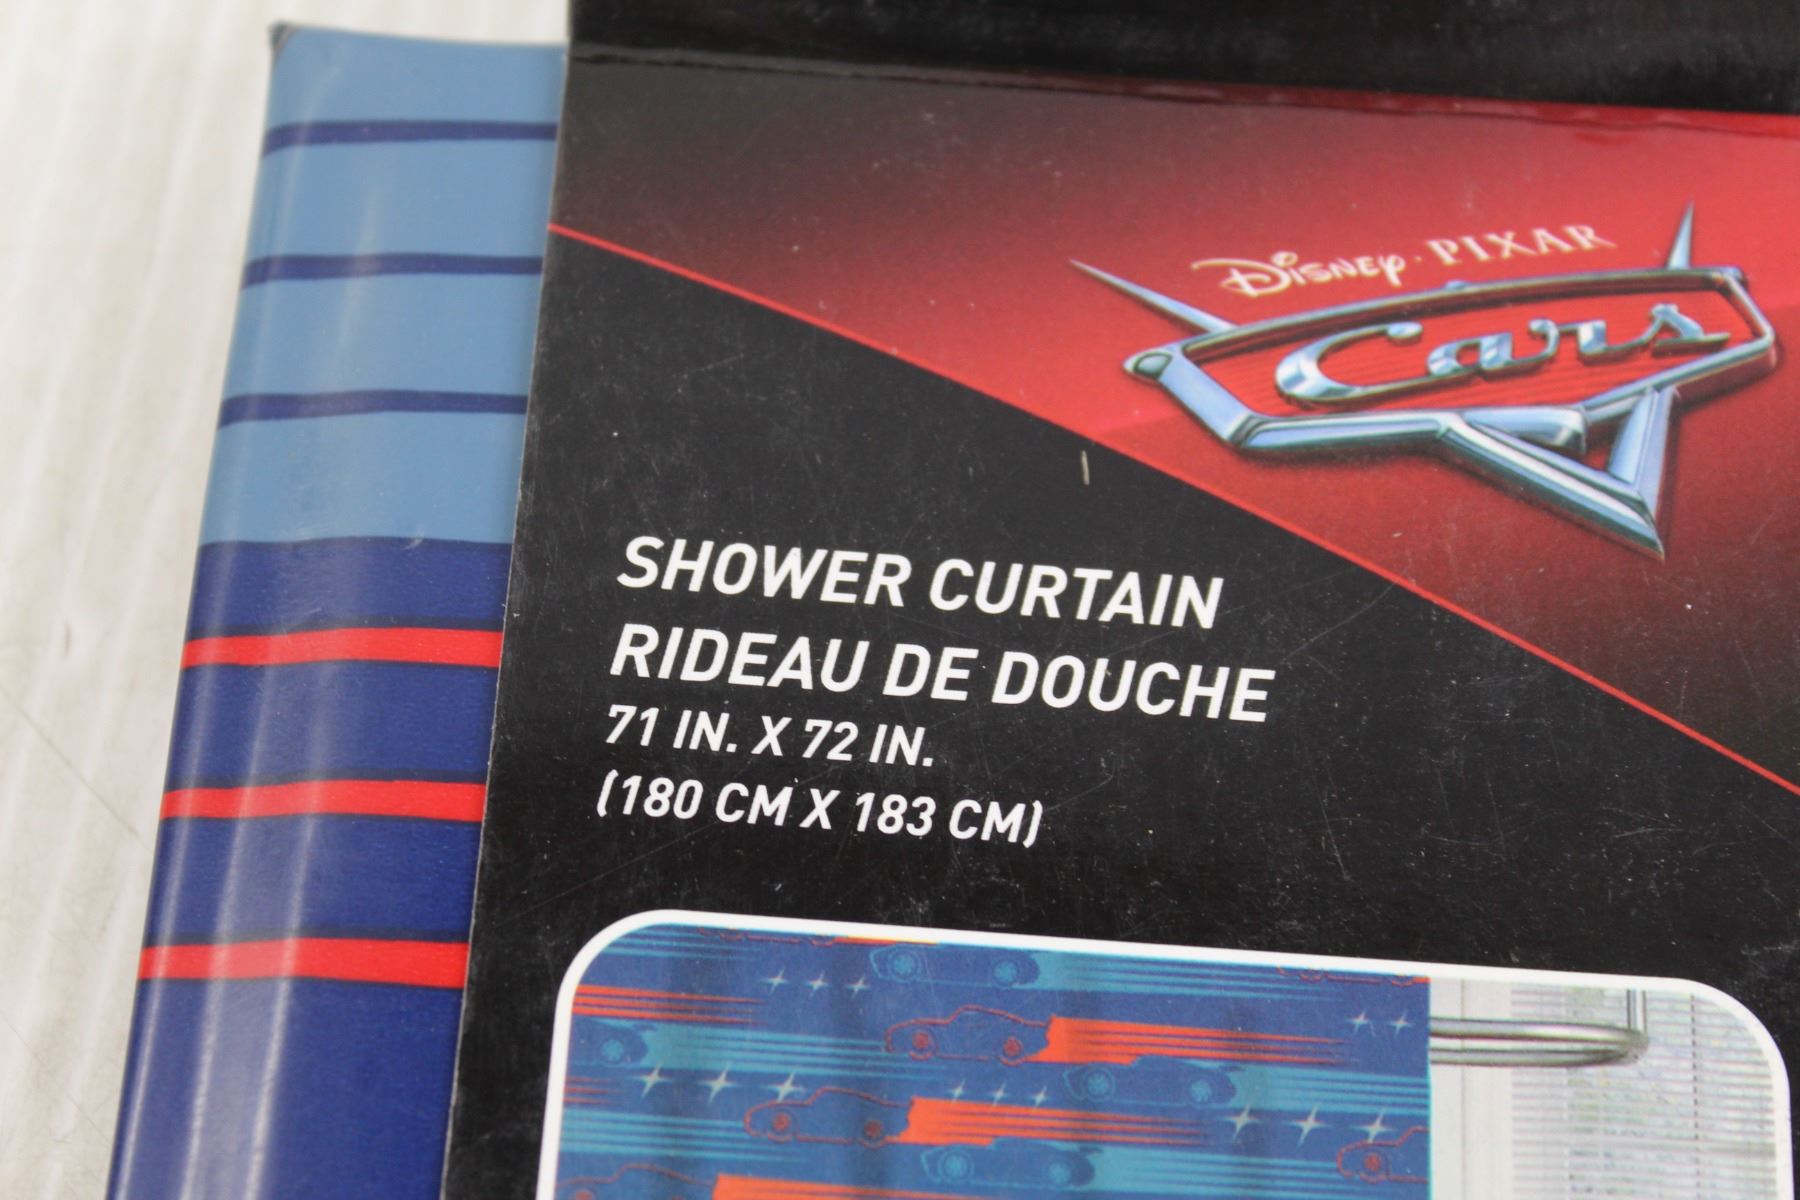 Disney · PIXAR
Cars
SHOWER CURTAIN
RIDEAU DE DOUCHE
71 IN. X 72 IN.
(180 CM X 183 CM)